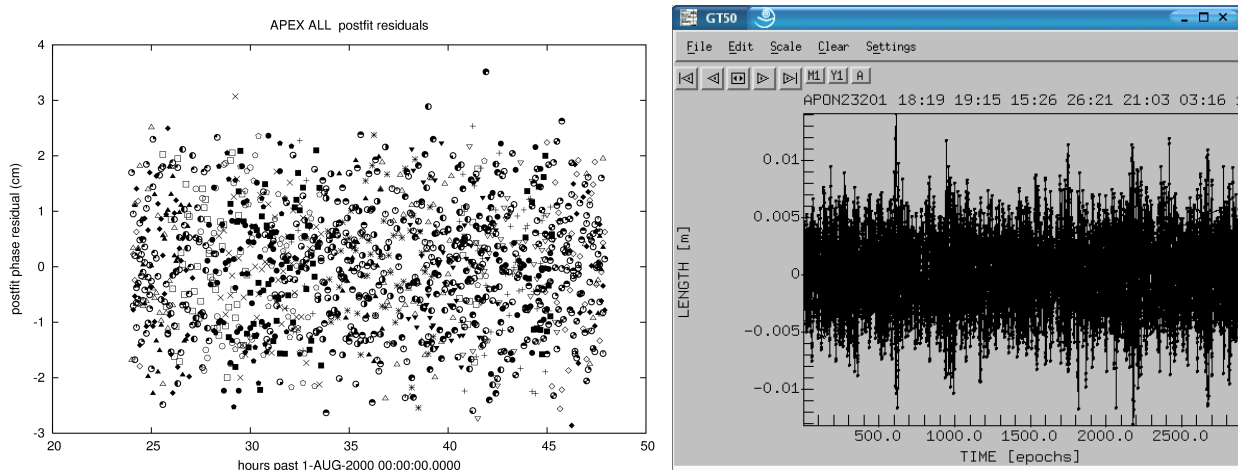 APEX ALL postfit residuals
4
3
2
1
0
-1
-2
-3
20 25 30 35 40 45 50
postfit phase residual (cm)
hours past 1-AUG-2000 00:00:00.0000
GT50
File Edit Scale Clear Settings
M1 Y1 A
APON23201 18:19 19:15 15:26 26:21 21:03 03:16
0.01
0.005
0
-0.005
-0.01
LENGTH [m]
500.0 1000.0 1500.0 2000.0 2500.0
TIME [epochs]